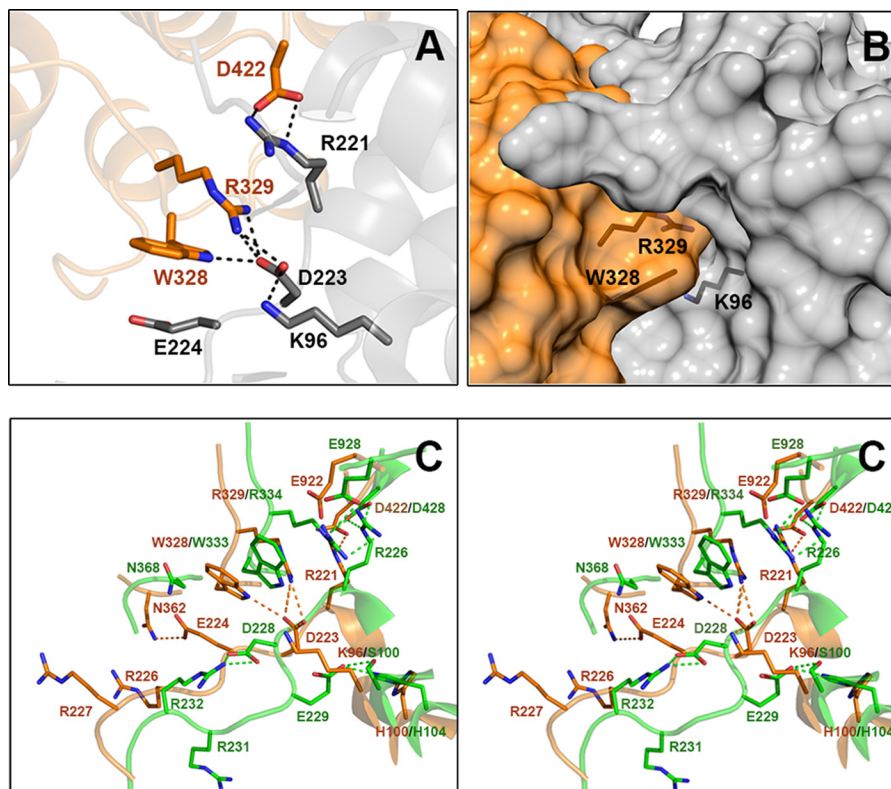 A
D422
R221
R329
W328
D223
E224
K96
B
R329
W328
K96
C
E928
E922
R329/R334
D422/D428
W328/W333
R226
N368
R221
N362
E224
D228
D223
K96/S100
R226
R227
R232
E229
H100/H104
R231
C
E928
E922
R329/R334
D422/D42
W328/W333
R226
N368
R221
N362
E224
D228
D223
K96/S100
R226
R227
R232
E229
H100/H104
R231